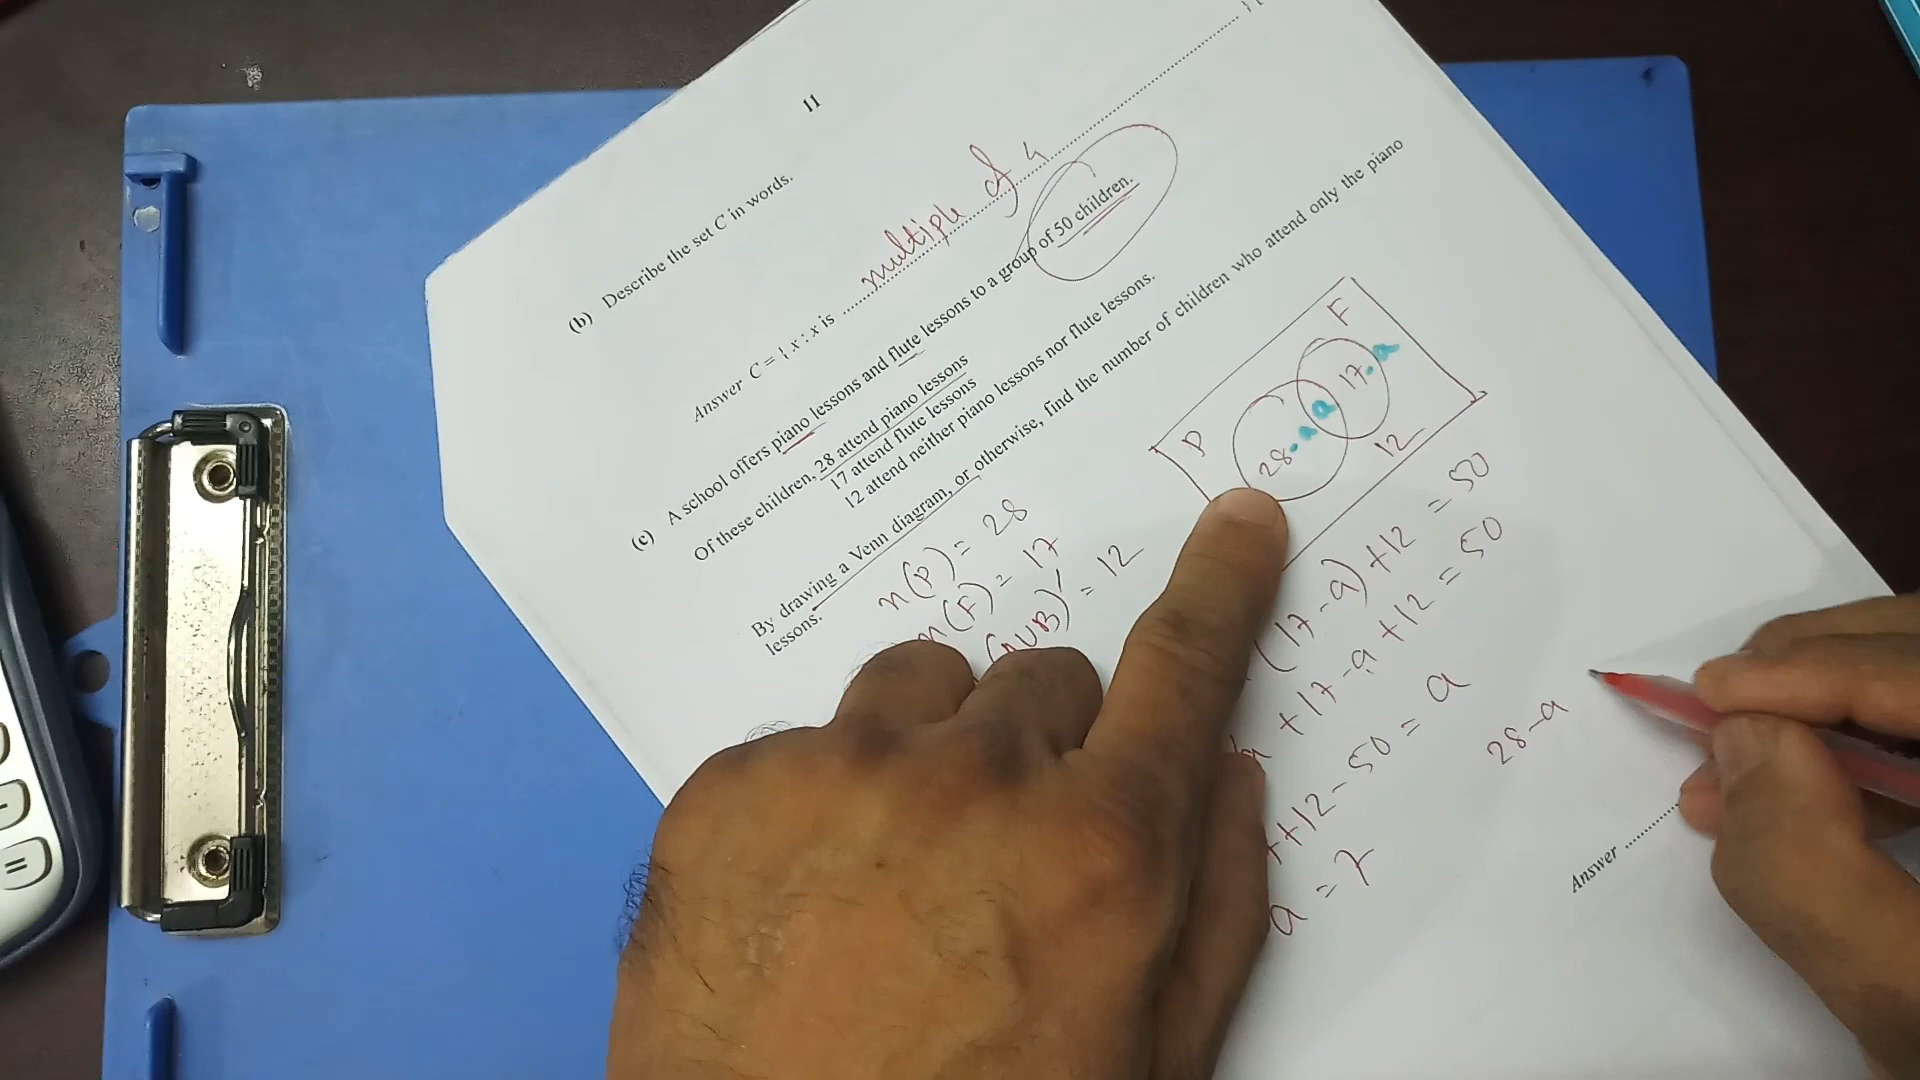 11
(b) Describe the set C in words.
Answer C = { x : x is ........ multiple of 4 ........
(c) A school offers piano lessons and flute lessons to a group of 50 children.
Of these children, 28 attend piano lessons
17 attend flute lessons
12 attend neither piano lessons nor flute lessons.
By drawing a Venn diagram, or otherwise, find the number of children who attend only the piano
lessons.
P F
28-a a 17-a
12
n(P) = 28
n(F) = 17
(AUB)' = 12
(17-a)+12 = 50
+17-a+12 = 50
+12-50 = a
a = 7
28-a
Answer ........
=